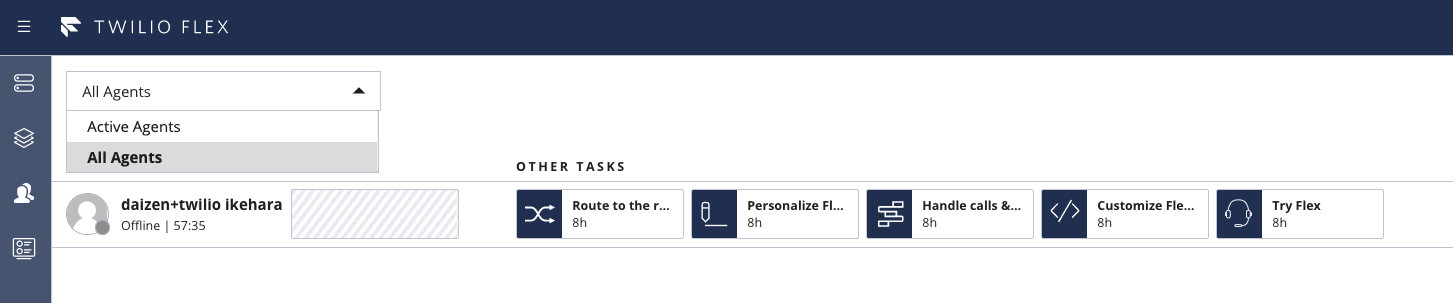 TWILIO FLEX
All Agents
Active Agents
All Agents
OTHER TASKS
daizen+twilio ikehara
Offline | 57:35
Route to the r...
8h
Personalize Fl...
8h
Handle calls &...
8h
Customize Fle...
8h
Try Flex
8h